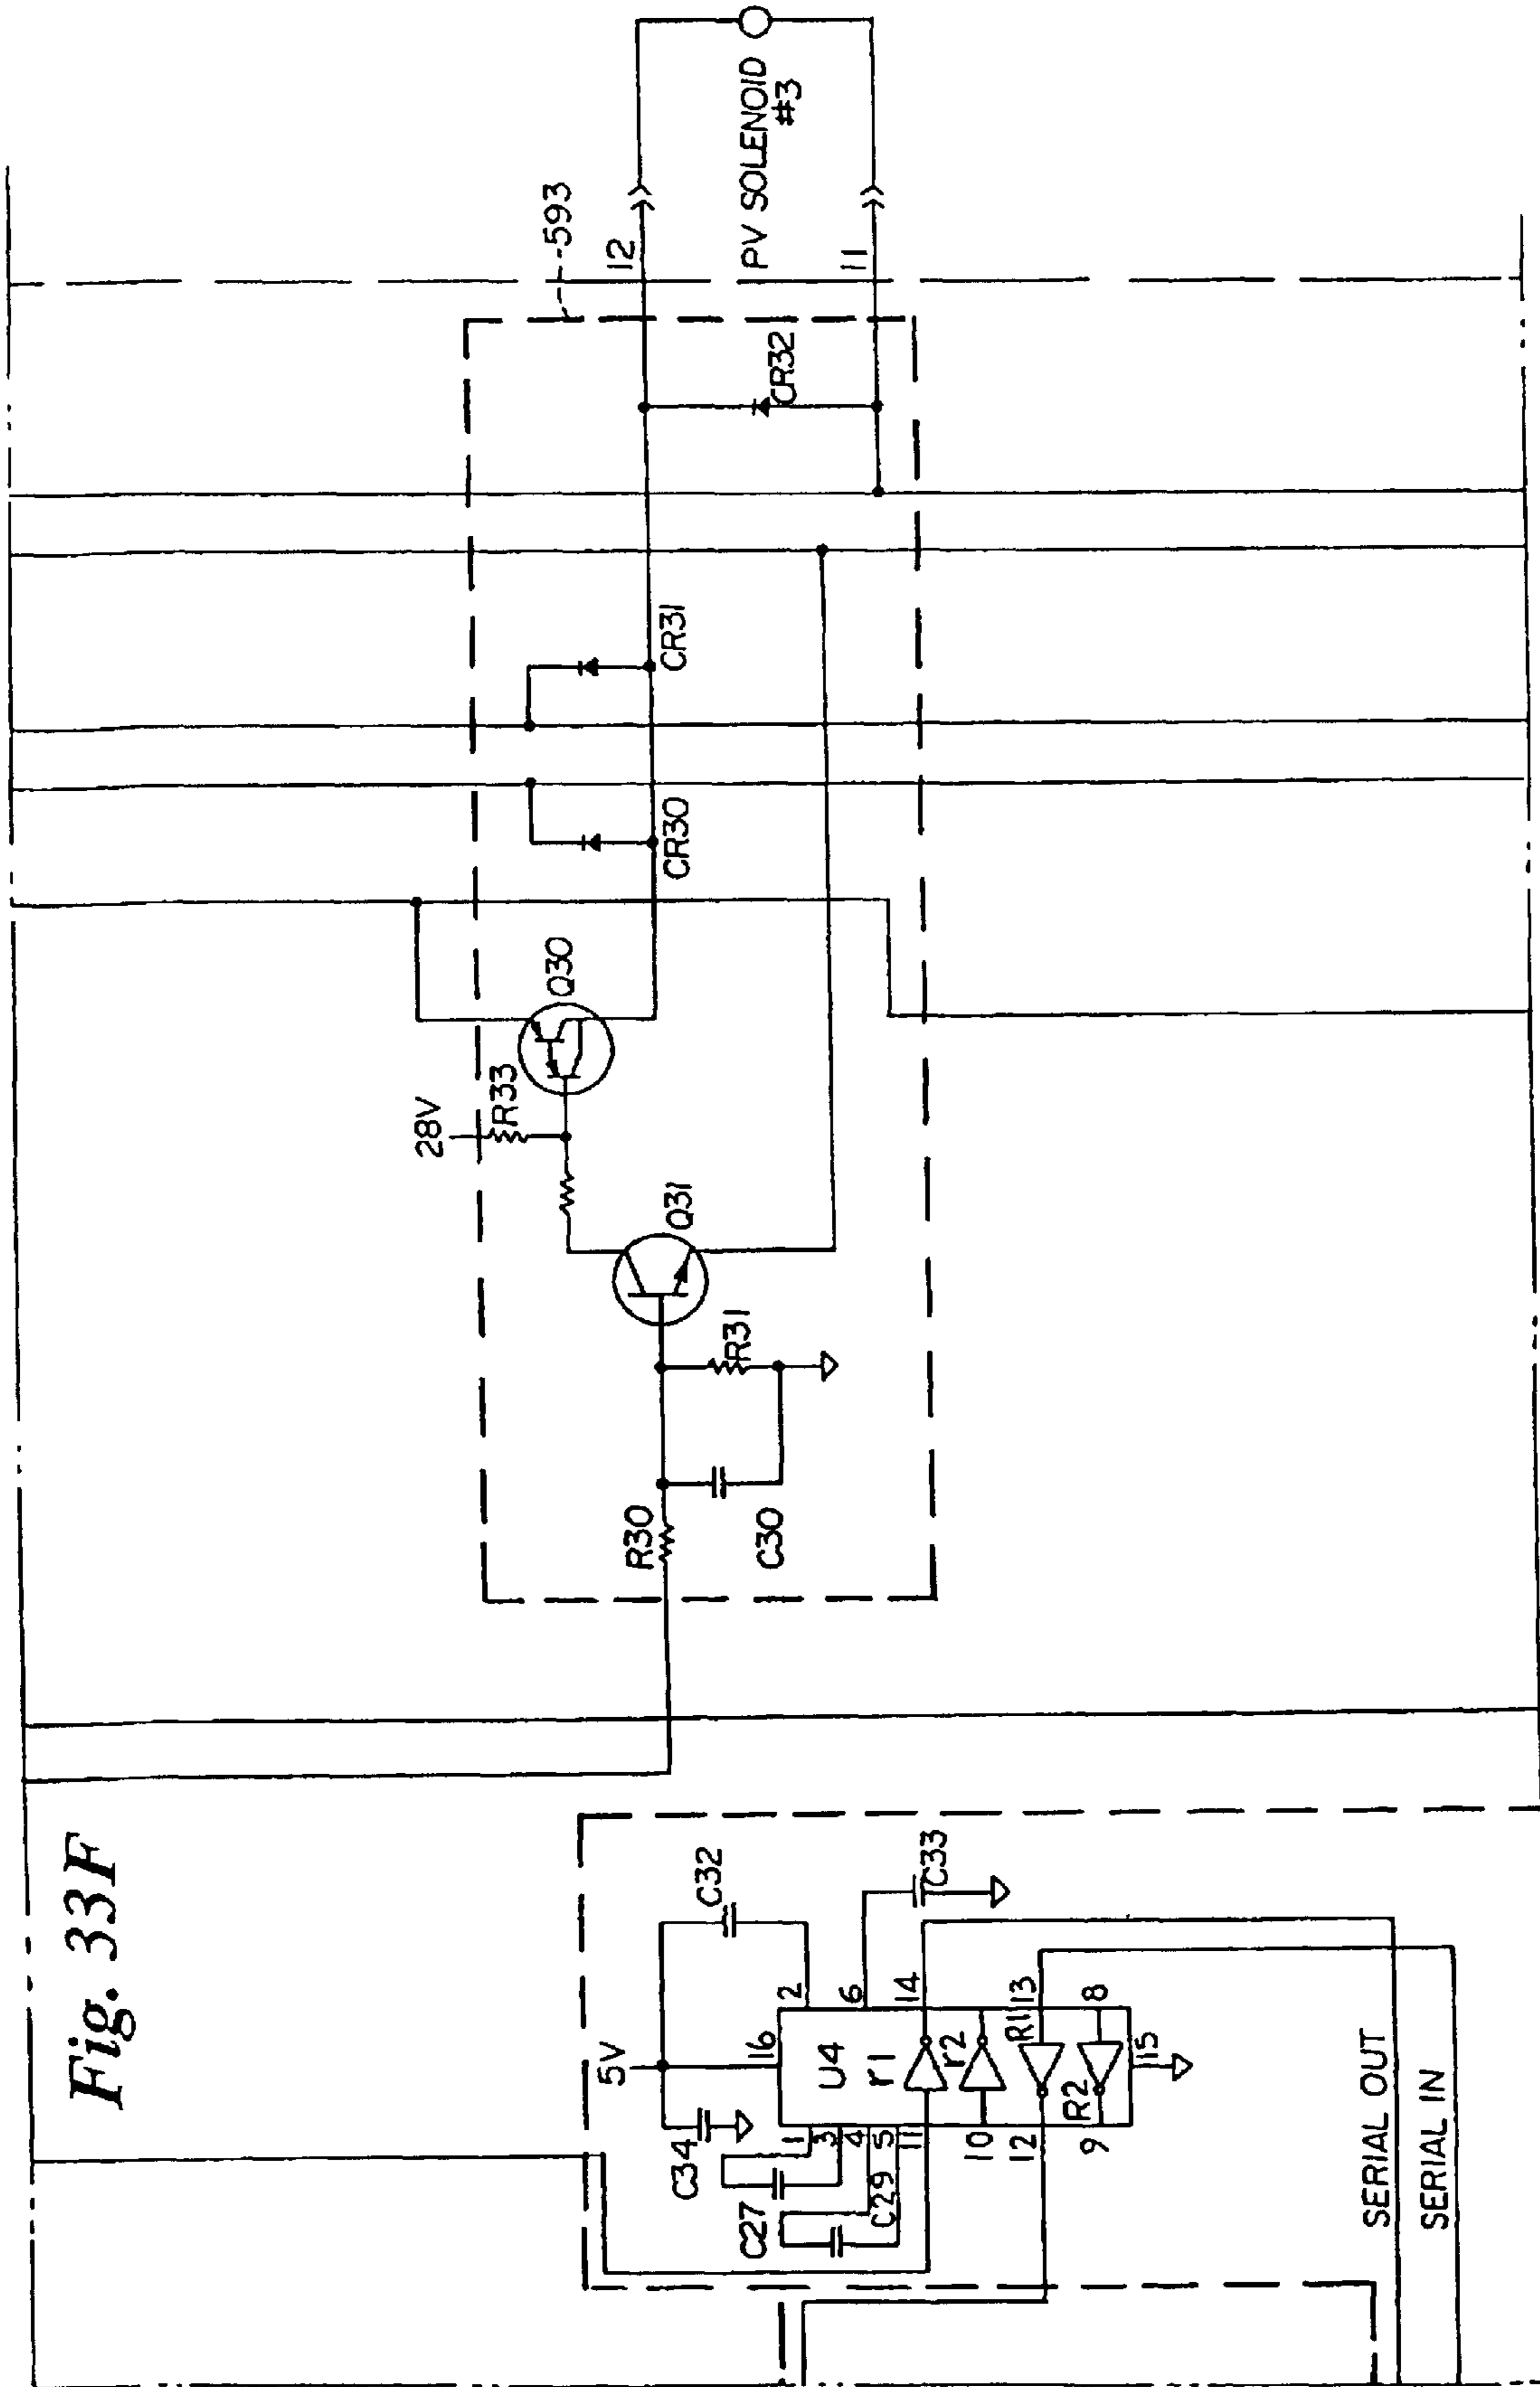 Fig. 33F
593
12
PV SOLENOID
#3
11
CR32
CR31
CR30
Q30
28V
R33
Q31
R31
R30
C30
5V
C32
C33
C34
C27
C29
16
2
6
14
13
8
15
U4
r1
r2
R1
R2
1
3
4
5
11
10
12
9
SERIAL OUT
SERIAL IN